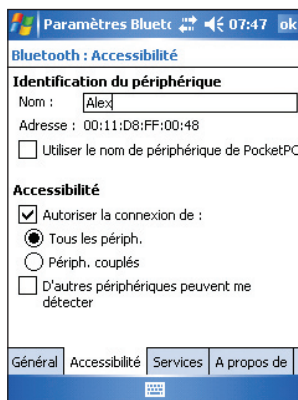 Paramètres Bluetc 07:47 ok
Bluetooth : Accessibilité
Identification du périphérique
Nom : Alex
Adresse : 00:11:D8:FF:00:48
Utiliser le nom de périphérique de PocketPC
Accessibilité
Autoriser la connexion de :
Tous les périph.
Périph. couplés
D'autres périphériques peuvent me
détecter
Général Accessibilité Services A propos de